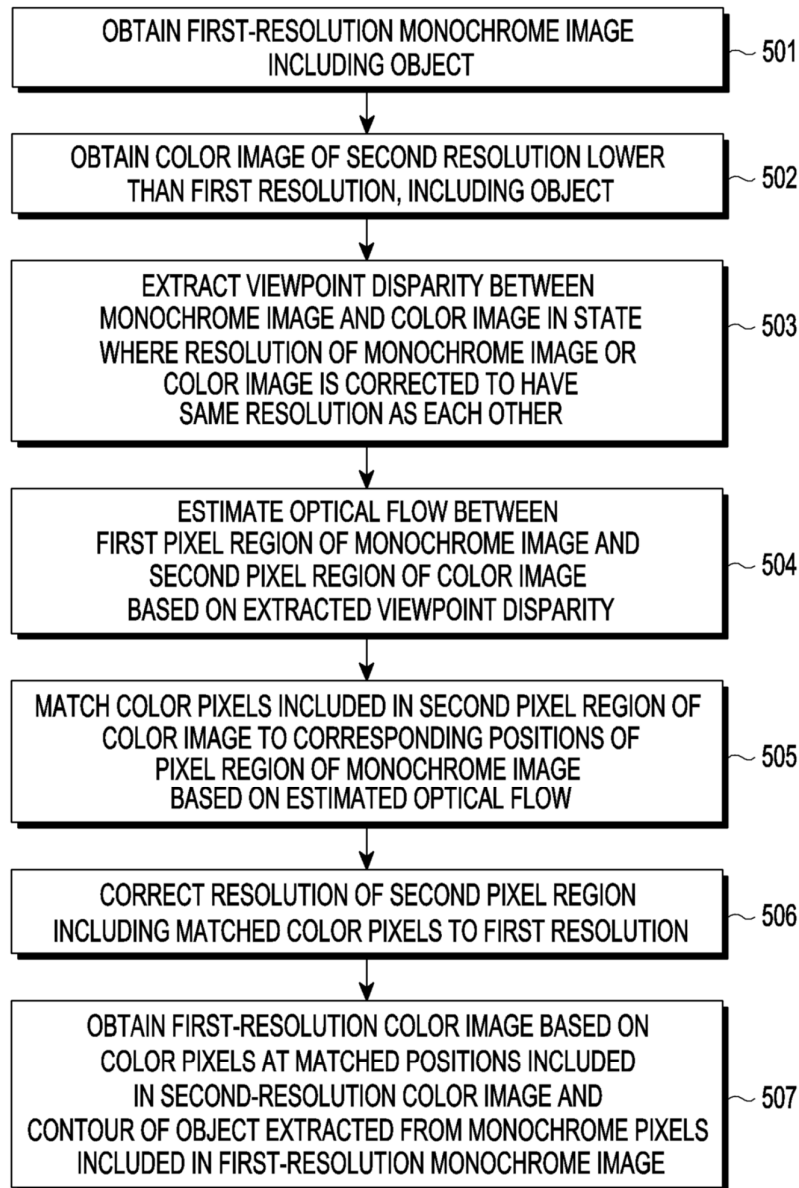 OBTAIN FIRST-RESOLUTION MONOCHROME IMAGE
INCLUDING OBJECT
501
OBTAIN COLOR IMAGE OF SECOND RESOLUTION LOWER
THAN FIRST RESOLUTION, INCLUDING OBJECT
502
EXTRACT VIEWPOINT DISPARITY BETWEEN
MONOCHROME IMAGE AND COLOR IMAGE IN STATE
WHERE RESOLUTION OF MONOCHROME IMAGE OR
COLOR IMAGE IS CORRECTED TO HAVE
SAME RESOLUTION AS EACH OTHER
503
ESTIMATE OPTICAL FLOW BETWEEN
FIRST PIXEL REGION OF MONOCHROME IMAGE AND
SECOND PIXEL REGION OF COLOR IMAGE
BASED ON EXTRACTED VIEWPOINT DISPARITY
504
MATCH COLOR PIXELS INCLUDED IN SECOND PIXEL REGION OF
COLOR IMAGE TO CORRESPONDING POSITIONS OF
PIXEL REGION OF MONOCHROME IMAGE
BASED ON ESTIMATED OPTICAL FLOW
505
CORRECT RESOLUTION OF SECOND PIXEL REGION
INCLUDING MATCHED COLOR PIXELS TO FIRST RESOLUTION
506
OBTAIN FIRST-RESOLUTION COLOR IMAGE BASED ON
COLOR PIXELS AT MATCHED POSITIONS INCLUDED
IN SECOND-RESOLUTION COLOR IMAGE AND
CONTOUR OF OBJECT EXTRACTED FROM MONOCHROME PIXELS
INCLUDED IN FIRST-RESOLUTION MONOCHROME IMAGE
507